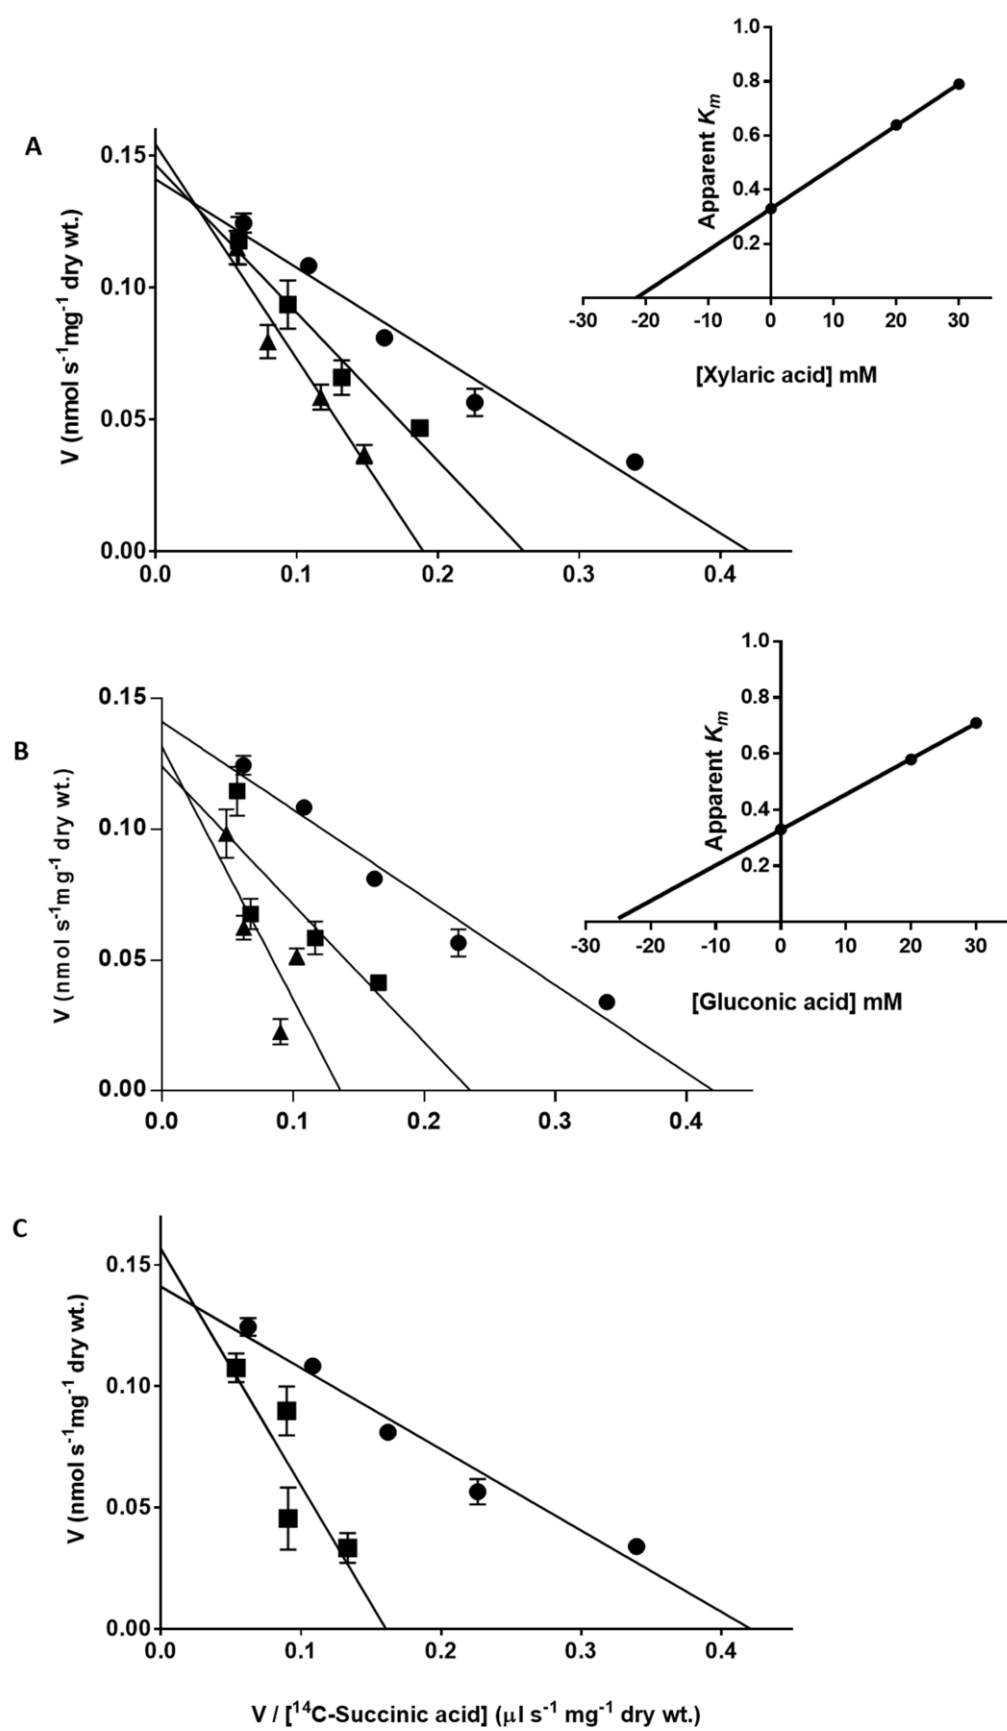 A
V (nmol s⁻¹mg⁻¹ dry wt.)
0.15
0.10
0.05
0.00
0.0 0.1 0.2 0.3 0.4
Apparent Kₘ
1.0
0.8
0.6
0.4
0.2
-30 -20 -10 0 10 20 30
[Xylaric acid] mM
B
V (nmol s⁻¹mg⁻¹ dry wt.)
0.15
0.10
0.05
0.00
0.0 0.1 0.2 0.3 0.4
Apparent Kₘ
1.0
0.8
0.6
0.4
0.2
-30 -20 -10 0 10 20 30
[Gluconic acid] mM
C
V (nmol s⁻¹mg⁻¹ dry wt.)
0.15
0.10
0.05
0.00
0.0 0.1 0.2 0.3 0.4
V / [¹⁴C-Succinic acid] (μl s⁻¹ mg⁻¹ dry wt.)